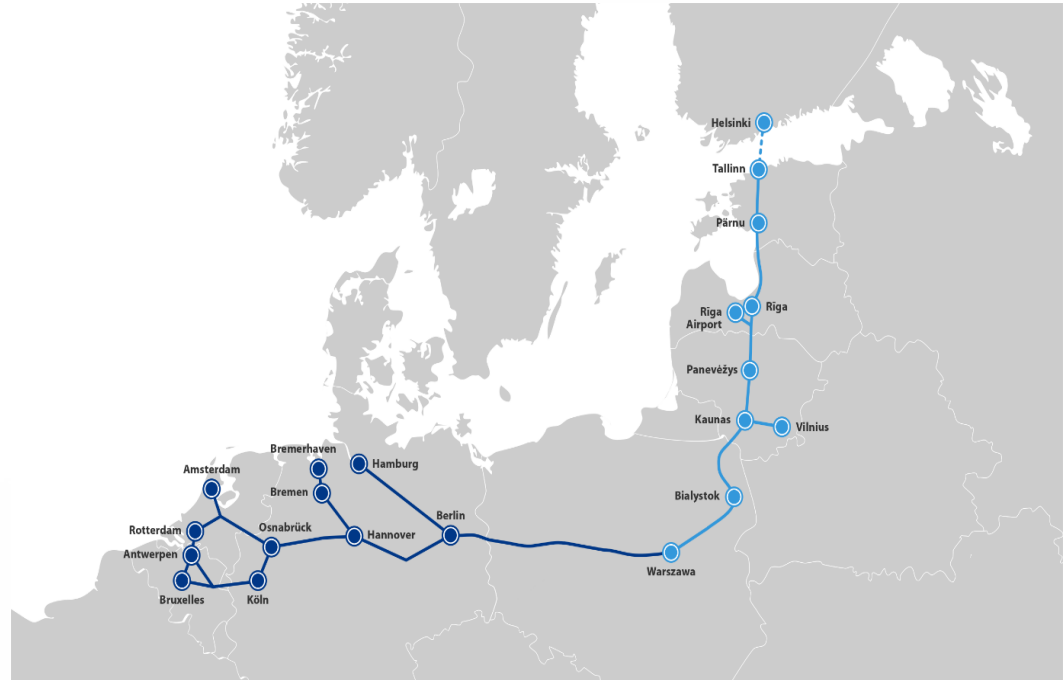 Helsinki
Tallinn
Pärnu
Rīga
Rīga
Airport
Panevėżys
Kaunas
Vilnius
Bremerhaven
Hamburg
Amsterdam
Bremen
Bialystok
Berlin
Rotterdam
Osnabrück
Hannover
Antwerpen
Warszawa
Bruxelles
Köln